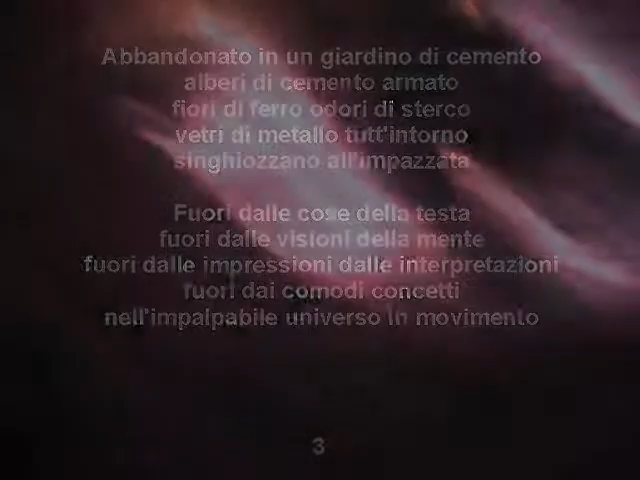 Abbandonato in un giardino di cemento
alberi di cemento armato
fiori di ferro odori di sterco
vetri di metallo tutt'intorno
singhiozzano all'impazzata

Fuori dalle cose della testa
fuori dalle visioni della mente
fuori dalle impressioni dalle interpretazioni
fuori dai comodi concetti
nell'impalpabile universo in movimento

3